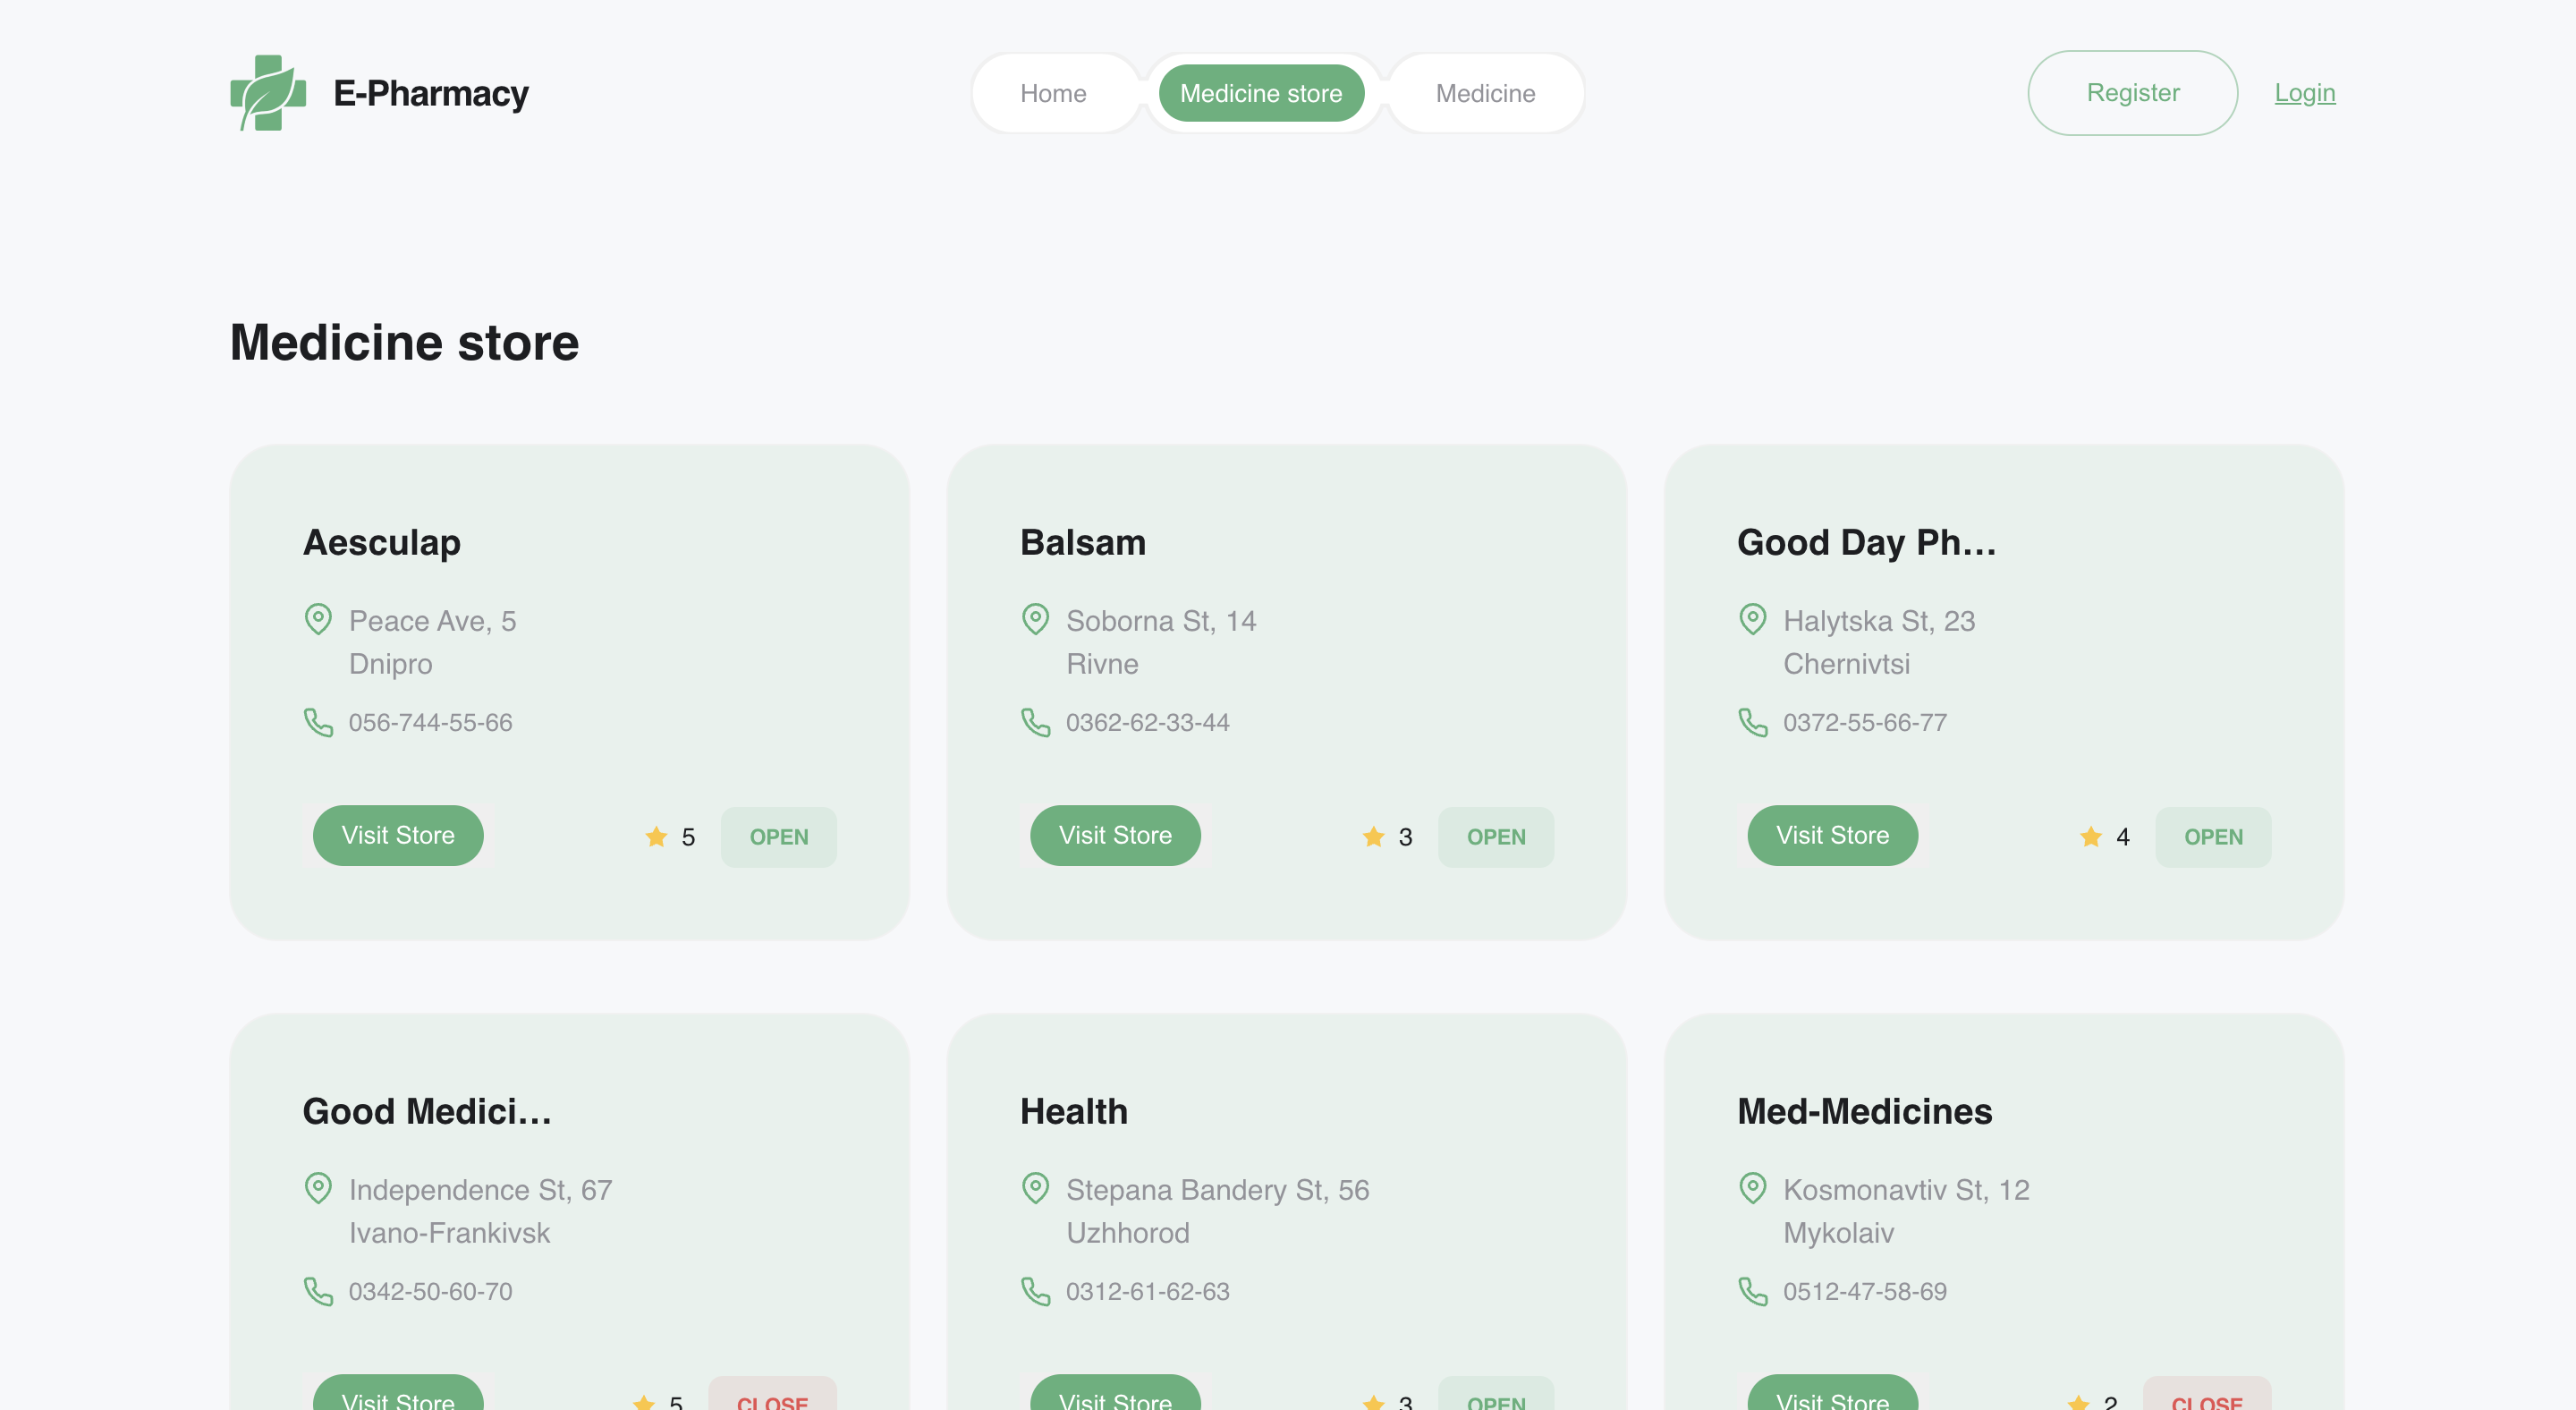 E-Pharmacy
Home
Medicine store
Medicine
Register
Login
Medicine store
Aesculap
Peace Ave, 5
Dnipro
056-744-55-66
Visit Store
5
OPEN
Balsam
Soborna St, 14
Rivne
0362-62-33-44
Visit Store
3
OPEN
Good Day Ph...
Halytska St, 23
Chernivtsi
0372-55-66-77
Visit Store
4
OPEN
Good Medici...
Independence St, 67
Ivano-Frankivsk
0342-50-60-70
Visit Store
5
CLOSE
Health
Stepana Bandery St, 56
Uzhhorod
0312-61-62-63
Visit Store
3
OPEN
Med-Medicines
Kosmonavtiv St, 12
Mykolaiv
0512-47-58-69
Visit Store
2
CLOSE